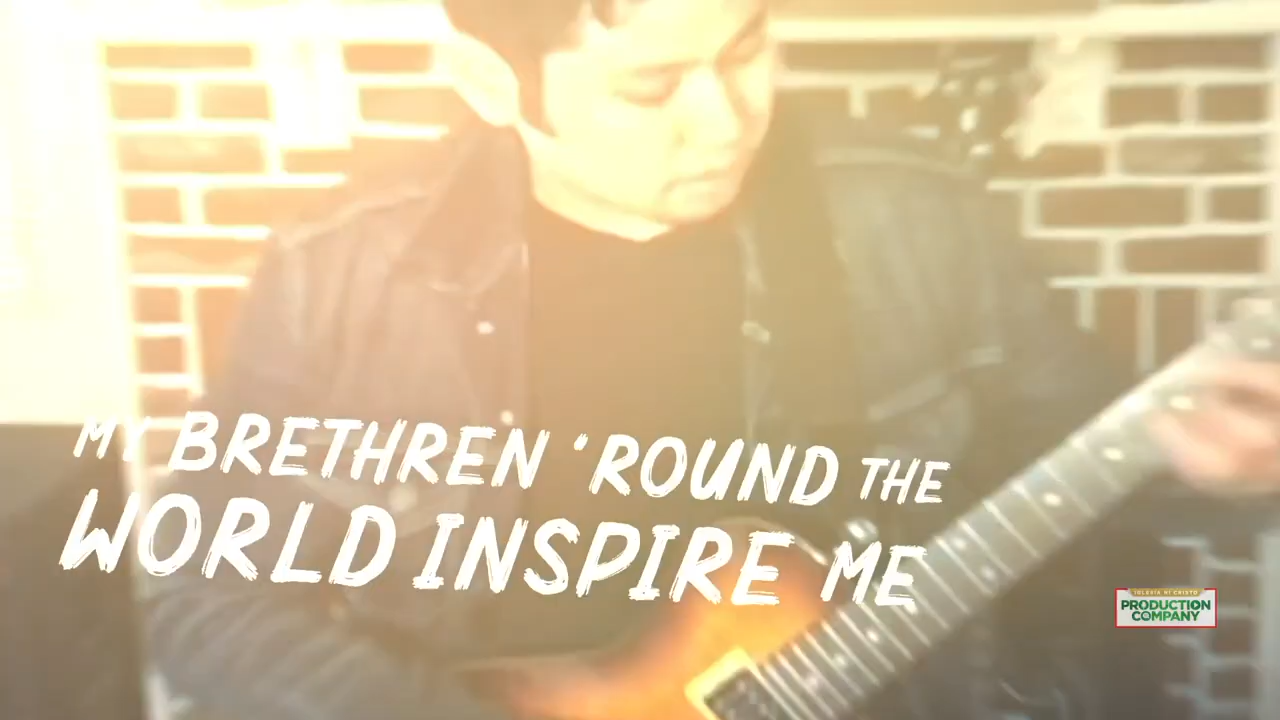 MY BRETHREN 'ROUND THE
WORLD INSPIRE ME
IGLESIA NI CRISTO
PRODUCTION
COMPANY